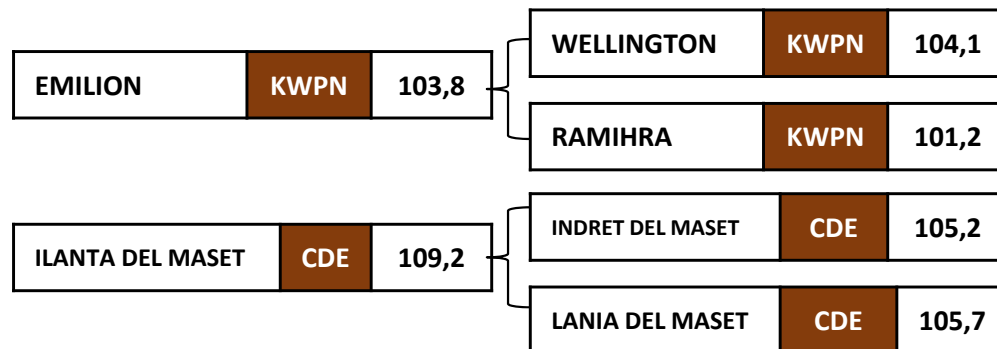 WELLINGTON KWPN 104,1
EMILION KWPN 103,8
RAMIHRA KWPN 101,2
INDRET DEL MASET CDE 105,2
ILANTA DEL MASET CDE 109,2
LANIA DEL MASET CDE 105,7